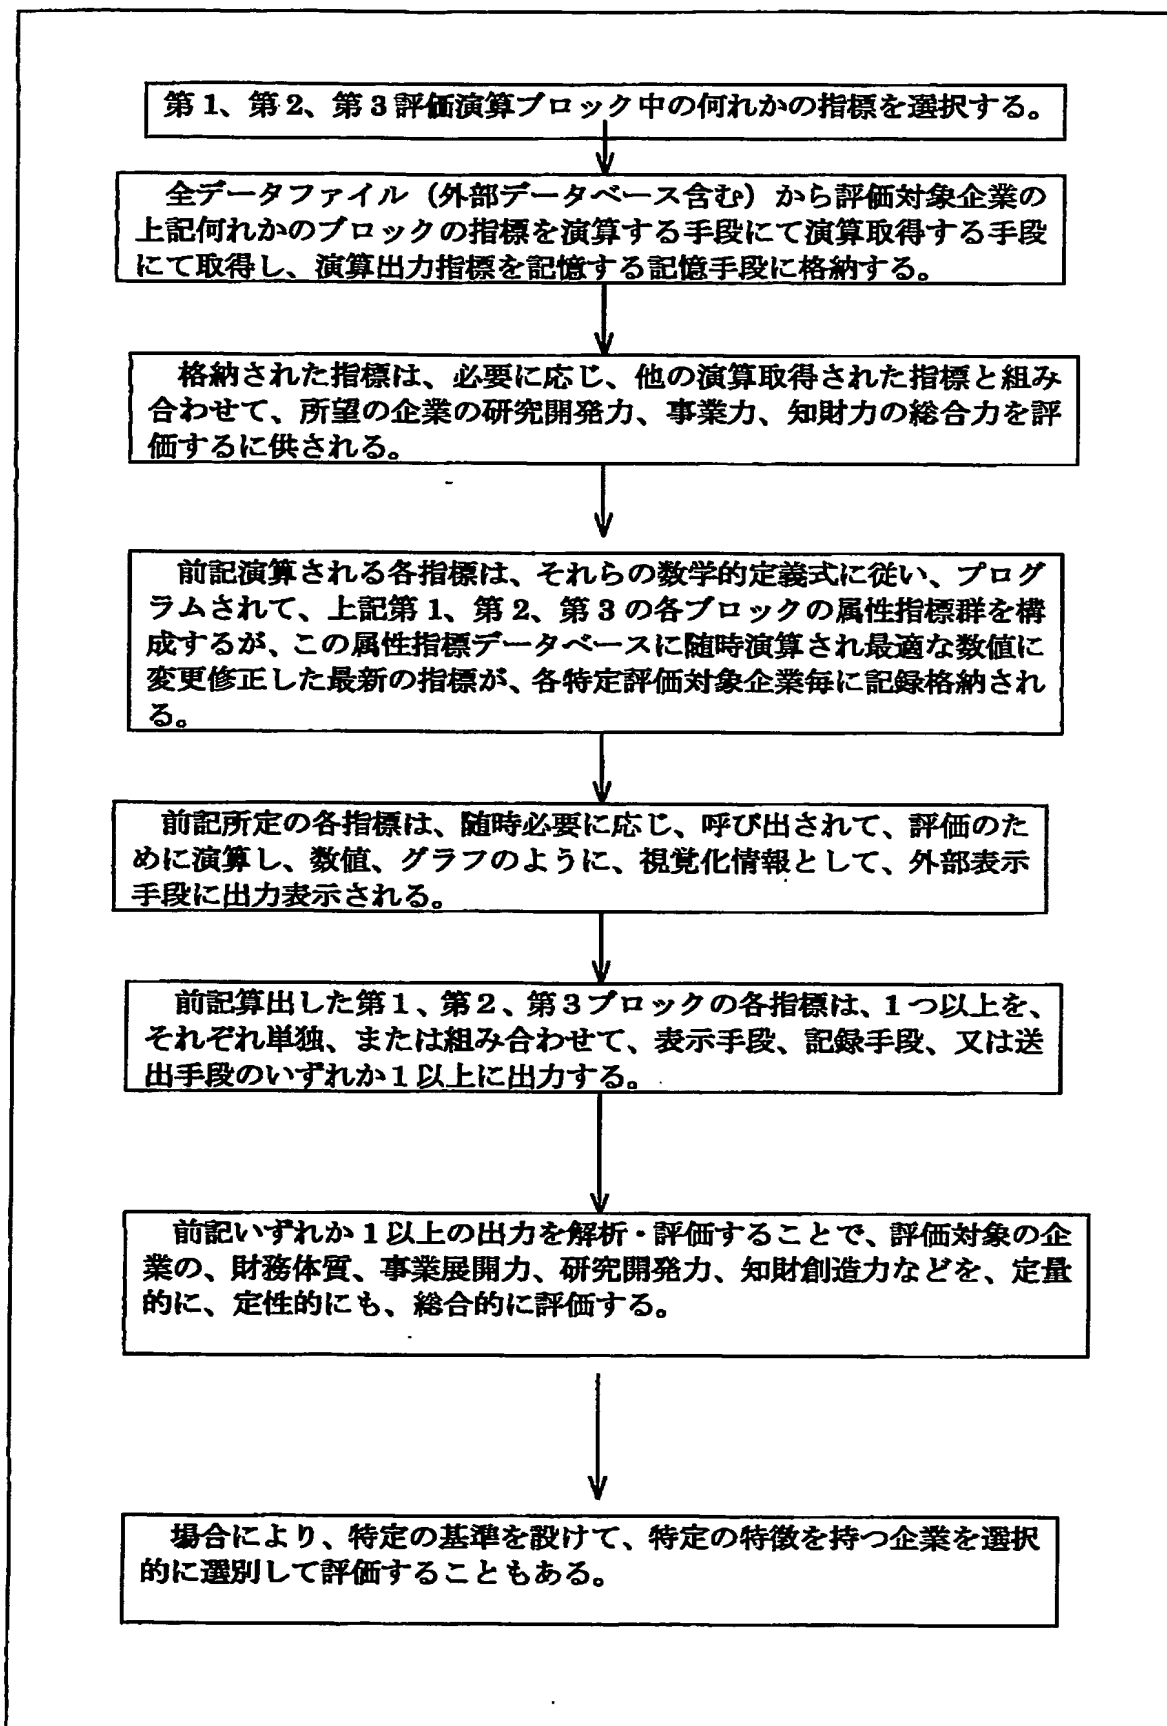 第1、第2、第3評価演算ブロック中の何れかの指標を選択する。
全データファイル（外部データベース含む）から評価対象企業の
上記何れかのブロックの指標を演算する手段にて演算取得する手段
にて取得し、演算出力指標を記憶する記憶手段に格納する。
格納された指標は、必要に応じ、他の演算取得された指標と組み
合わせて、所望の企業の研究開発力、事業力、知財力の総合力を評
価するに供される。
前記演算される各指標は、それらの数学的定義式に従い、プログ
ラムされて、上記第1、第2、第3の各ブロックの属性指標群を構
成するが、この属性指標データベースに随時演算され最適な数値に
変更修正した最新の指標が、各特定評価対象企業毎に記録格納され
る。
前記所定の各指標は、随時必要に応じ、呼び出されて、評価のた
めに演算し、数値、グラフのように、視覚化情報として、外部表示
手段に出力表示される。
前記算出した第1、第2、第3ブロックの各指標は、1つ以上を、
それぞれ単独、または組み合わせて、表示手段、記録手段、又は送
出手段のいずれか1以上に出力する。
前記いずれか1以上の出力を解析・評価することで、評価対象の企
業の、財務体質、事業展開力、研究開発力、知財創造力などを、定量
的に、定性的にも、総合的に評価する。
場合により、特定の基準を設けて、特定の特徴を持つ企業を選択
的に選別して評価することもある。